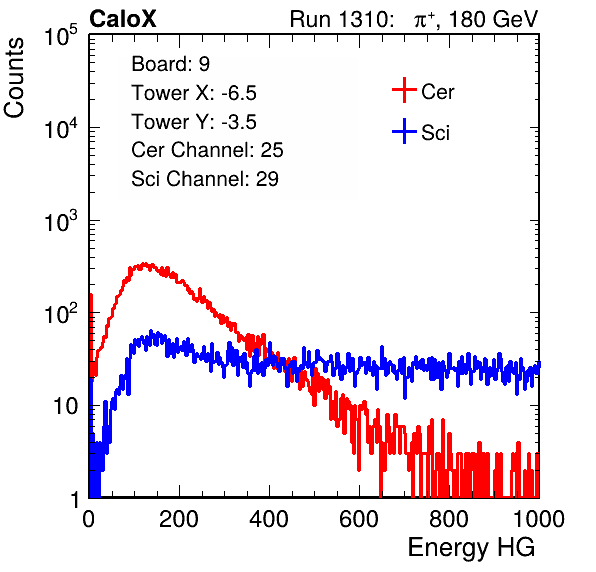 CaloX Run 1310: π⁺, 180 GeV
Board: 9
Tower X: -6.5
Tower Y: -3.5
Cer Channel: 25
Sci Channel: 29
Cer
Sci
Counts
10⁵
10⁴
10³
10²
10
1
0 200 400 600 800 1000
Energy HG